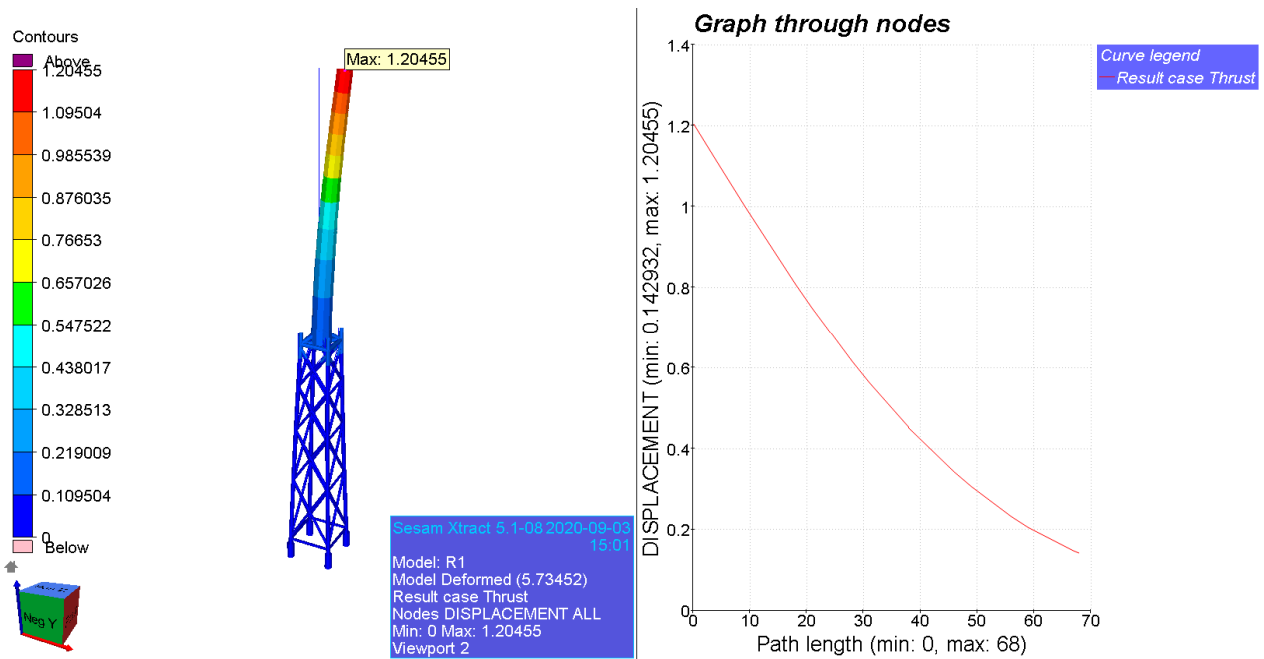 Contours
Above
1.20455
1.09504
0.985539
0.876035
0.76653
0.657026
0.547522
0.438017
0.328513
0.219009
0.109504
0
Below
Neg Y
Max: 1.20455
Sesam Xtract 5.1-08 2020-09-03
15:01
Model: R1
Model Deformed (5.73452)
Result case Thrust
Nodes DISPLACEMENT ALL
Min: 0 Max: 1.20455
Viewport 2
Graph through nodes
DISPLACEMENT (min: 0.142932, max: 1.20455)
1.4
1.2
1
0.8
0.6
0.4
0.2
0
0 10 20 30 40 50 60 70
Path length (min: 0, max: 68)
Curve legend
Result case Thrust